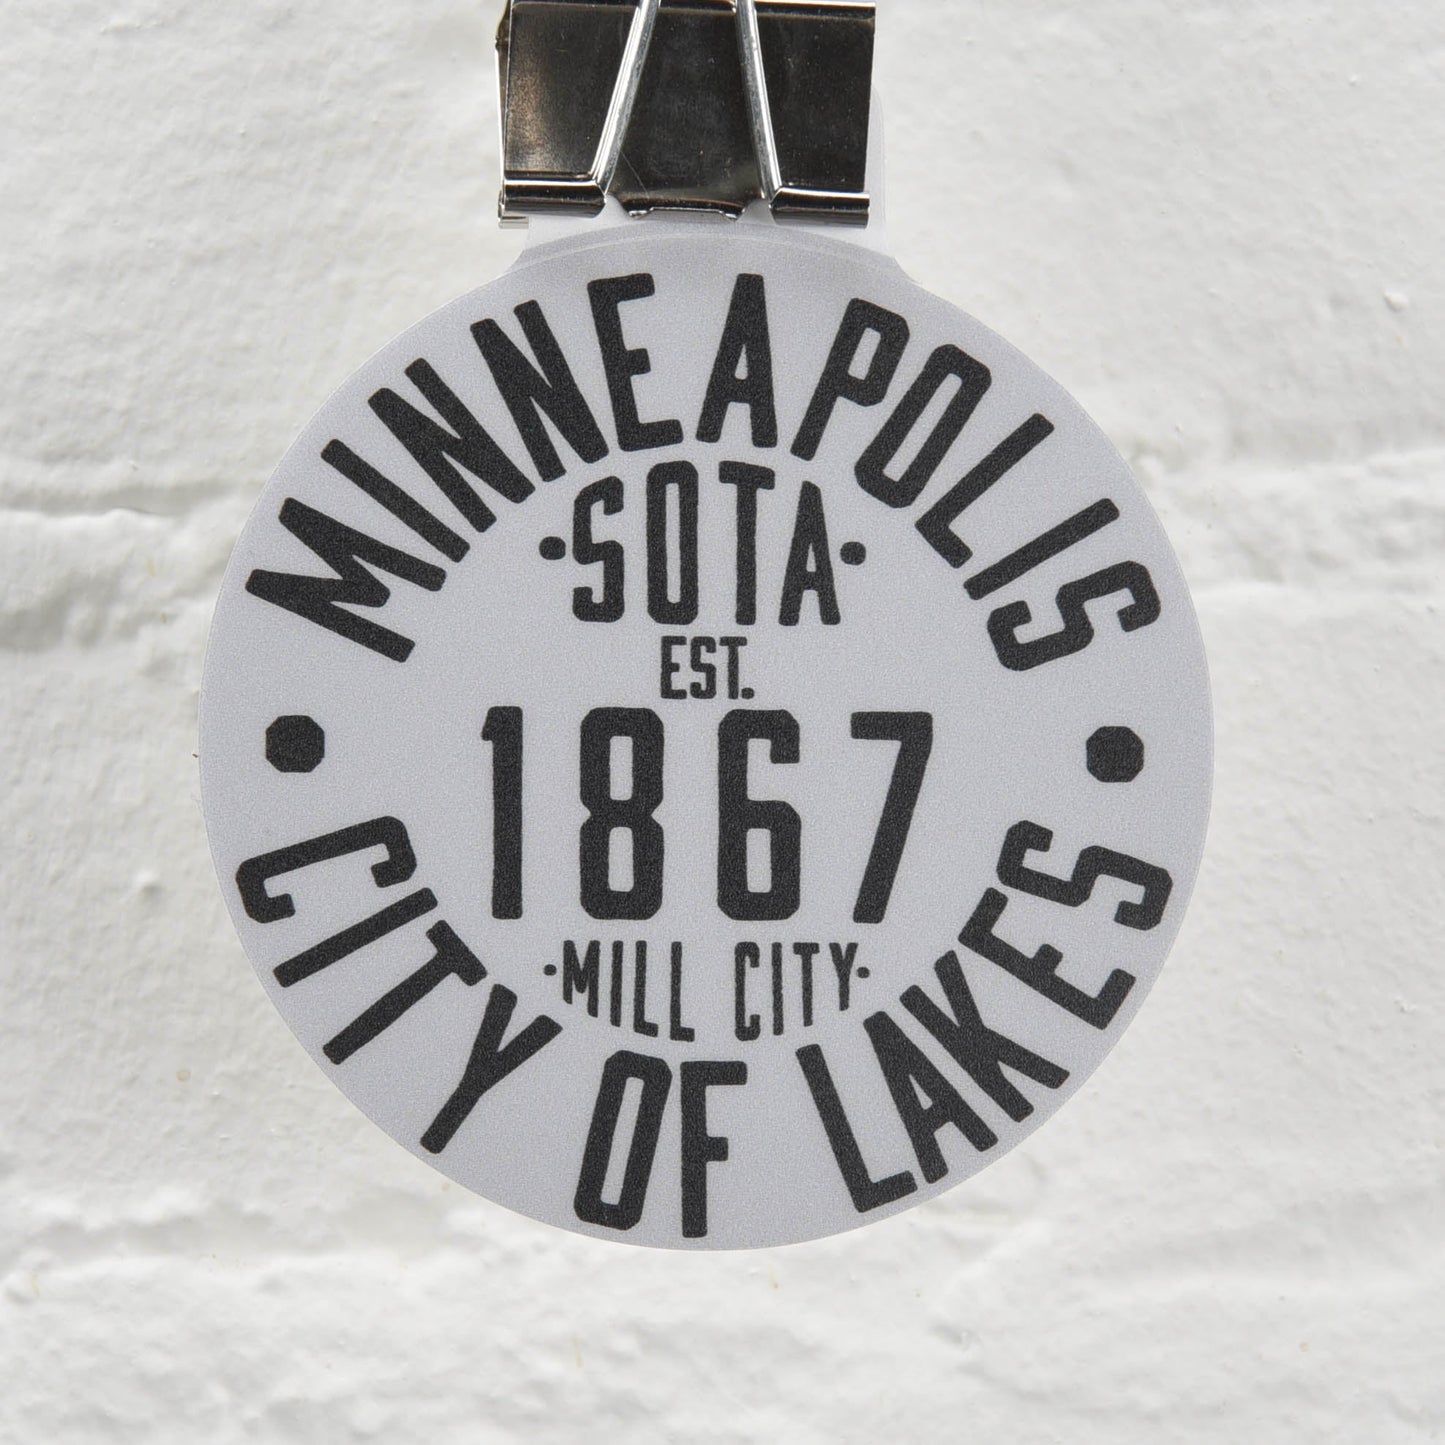 MINNEAPOLIS
·SOTA·
EST.
1867
·MILL CITY·
• CITY OF LAKES •